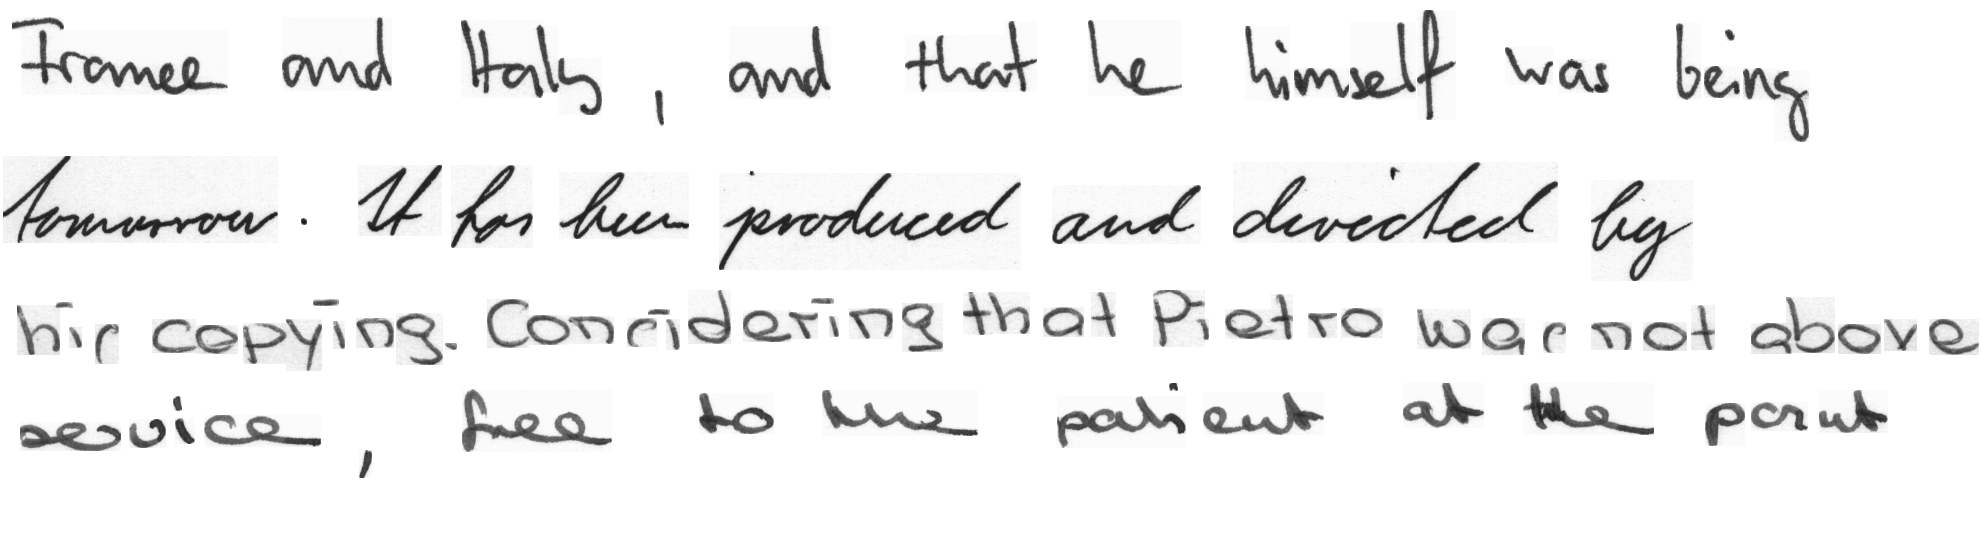 France and Italy, and that he himself was being
tomorrow. It has been produced and directed by
his copying. Considering that Pietro was not above
service, free to the patient at the point